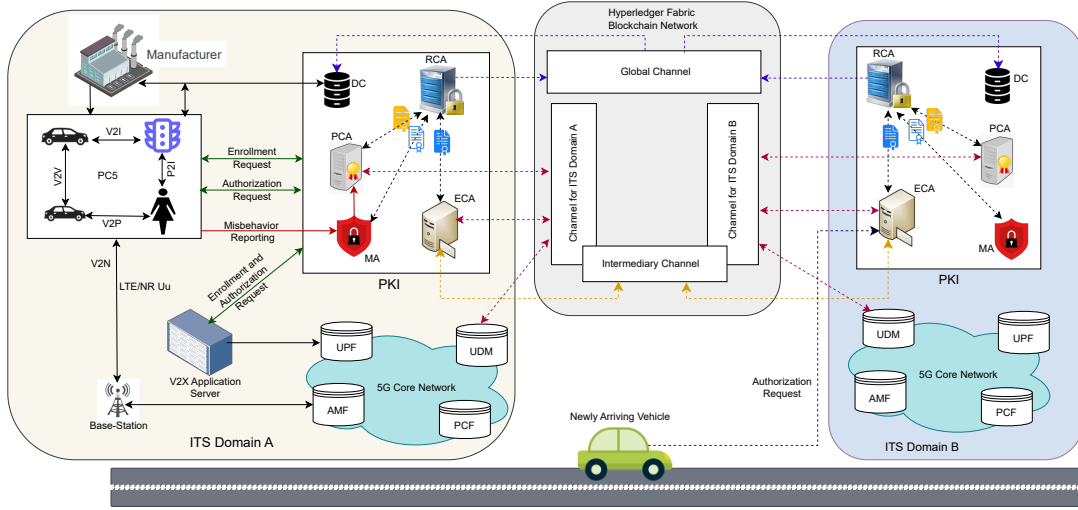 Hyperledger Fabric
Blockchain Network
Manufacturer
RCA
DC
Global Channel
RCA
DC
V2I
PC5
V2V
P2I
V2P
Enrollment
Request
Authorization
Request
Misbehavior
Reporting
PCA
ECA
MA
PKI
Channel for ITS Domain A
Channel for ITS Domain B
Intermediary Channel
PCA
ECA
MA
PKI
V2N
LTE/NR Uu
Enrollment and
Authorization
Request
V2X Application
Server
Base-Station
UPF
UDM
5G Core Network
AMF
PCF
ITS Domain A
Newly Arriving Vehicle
Authorization
Request
UDM
UPF
5G Core Network
AMF
PCF
ITS Domain B